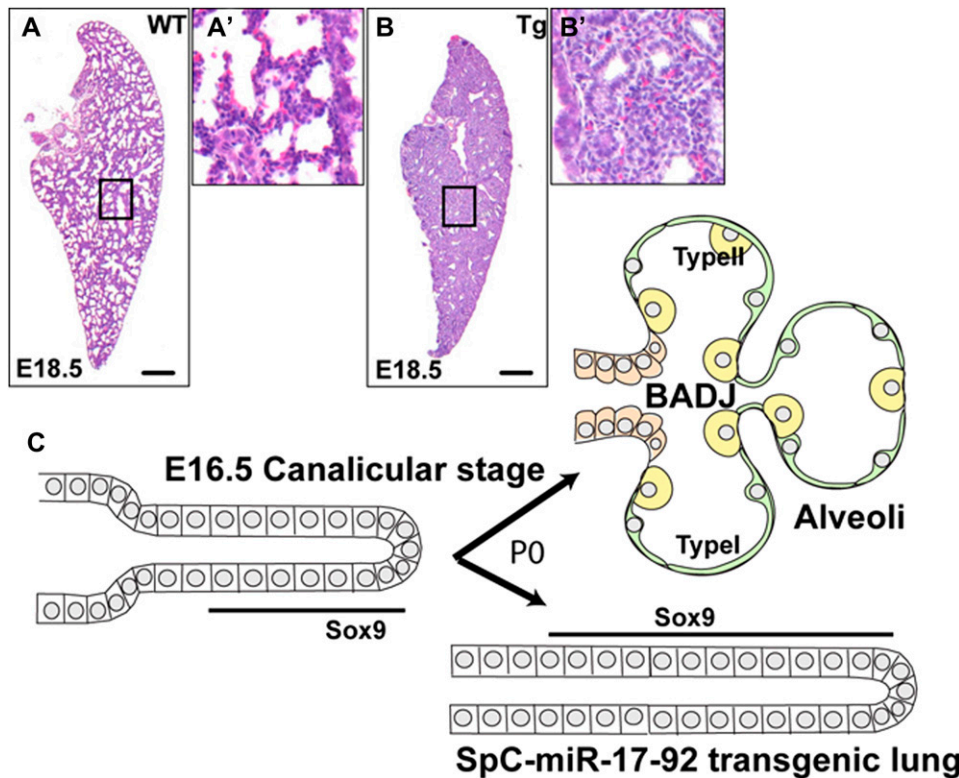 A WT
A'
B Tg
B'
E18.5
E18.5
TypeII
BADJ
C
E16.5 Canalicular stage
Alveoli
TypeI
P0
Sox9
Sox9
SpC-miR-17-92 transgenic lung